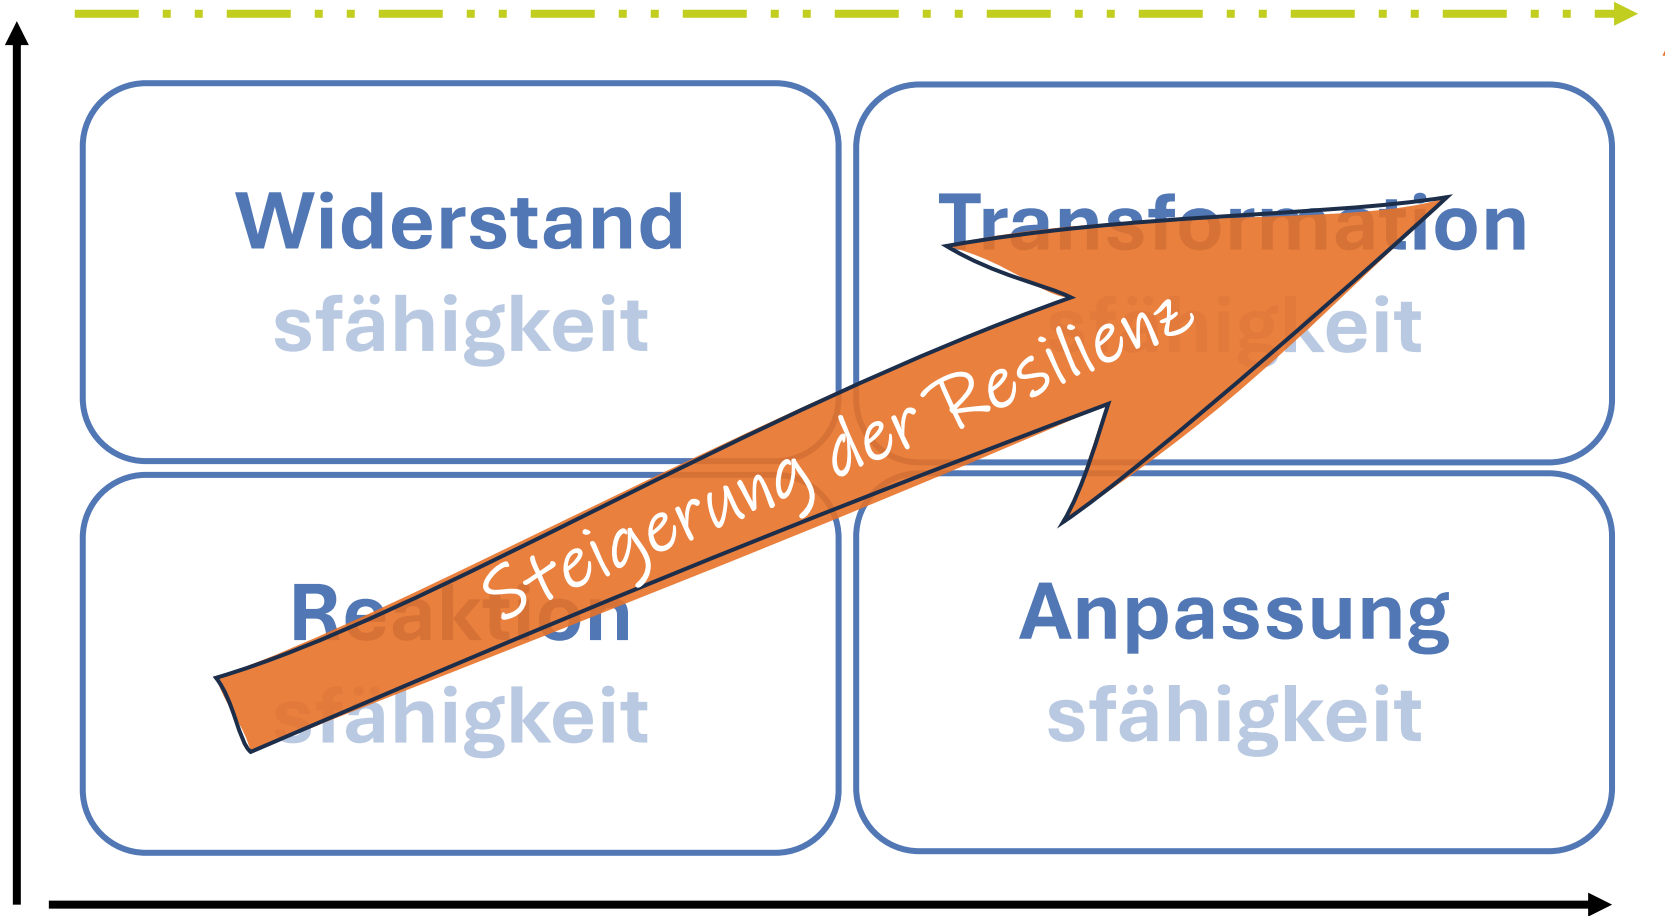 Widerstand
sfähigkeit
Transformation
sfähigkeit
Steigerung der Resilienz
Reaktion
sfähigkeit
Anpassung
sfähigkeit